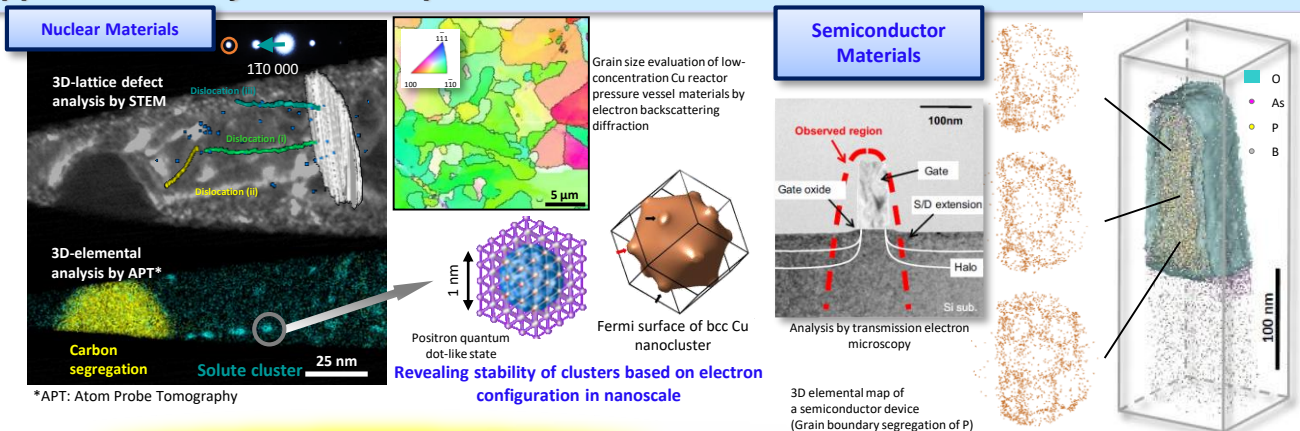 Nuclear Materials
11̄0 000
3D-lattice defect
analysis by STEM
Dislocation (iii)
Dislocation (i)
Dislocation (ii)
3D-elemental
analysis by APT*
Carbon
segregation
Solute cluster
25 nm
*APT: Atom Probe Tomography
11̄1
100
11̄0
5 μm
Grain size evaluation of low-
concentration Cu reactor
pressure vessel materials by
electron backscattering
diffraction
1 nm
Positron quantum
dot-like state
Fermi surface of bcc Cu
nanocluster
Revealing stability of clusters based on electron
configuration in nanoscale
Semiconductor
Materials
100nm
Observed region
Gate
Gate oxide
S/D extension
Halo
Si sub.
Analysis by transmission electron
microscopy
3D elemental map of
a semiconductor device
(Grain boundary segregation of P)
O
As
P
B
100 nm